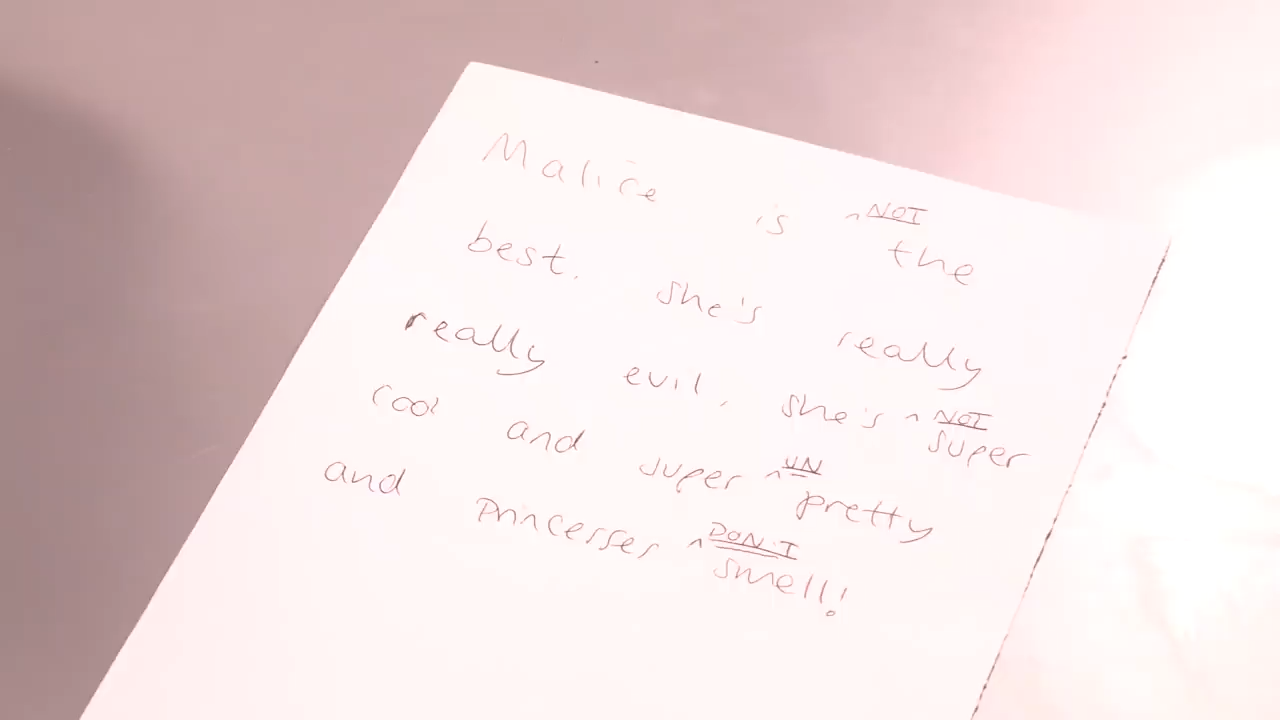 Malice is ^NOT the
best. she's really
really evil, she's ^NOT super
cool and super ^UN pretty
and Princesses ^DON'T smell!